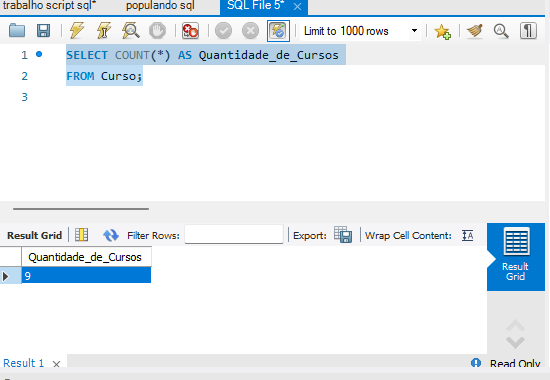 trabalho script sql* populando sql SQL File 5* ×
Limit to 1000 rows
1 SELECT COUNT(*) AS Quantidade_de_Cursos
2 FROM Curso;
3
Result Grid Filter Rows: Export: Wrap Cell Content: IA
Quantidade_de_Cursos
9
Result
Grid
Result 1 × Read Only